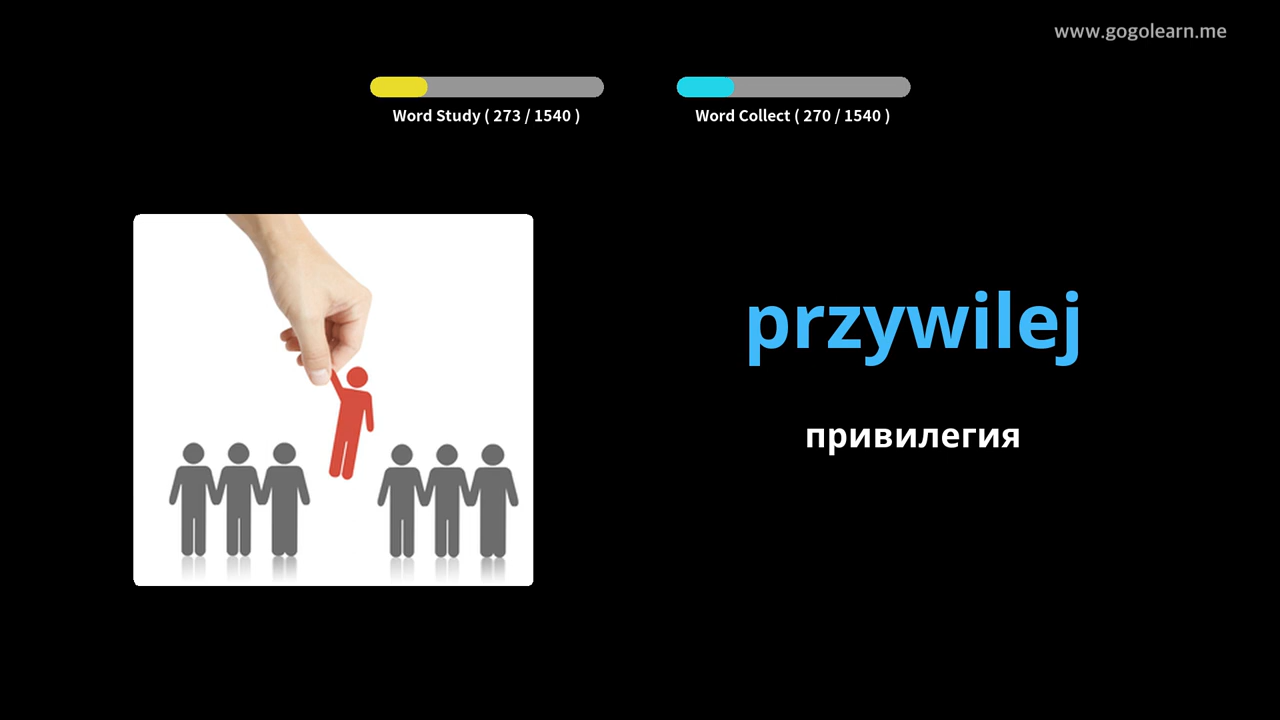 www.gogolearn.me
Word Study ( 273 / 1540 )
Word Collect ( 270 / 1540 )
przywilej
привилегия